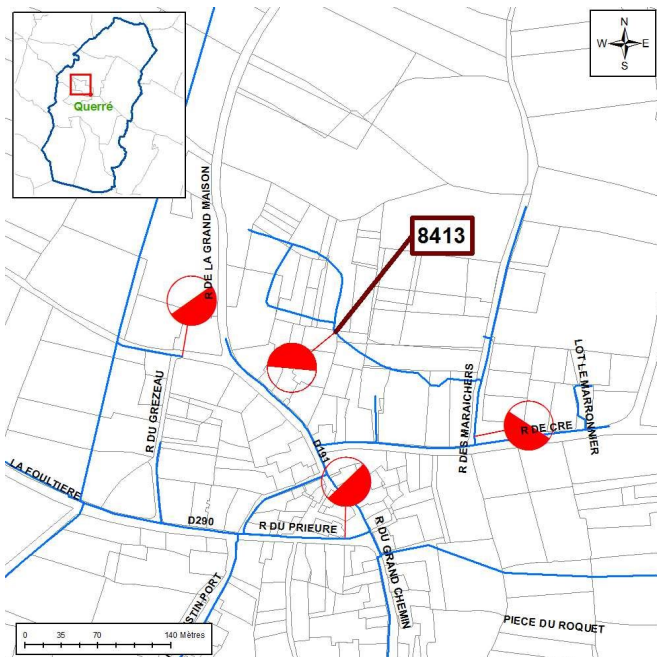 N
W E
S
Querré
R DE LA GRAND MAISON
8413
R DU GREZEAU
D191
R DES MARAICHERS
LOT LE MARRONNIER
R DE CRE
LA FOULTIERE
D290
R DU PRIEURE
R DU GRAND CHEMIN
STIN PORT
PIECE DU ROQUET
0 35 70 140 Mètres